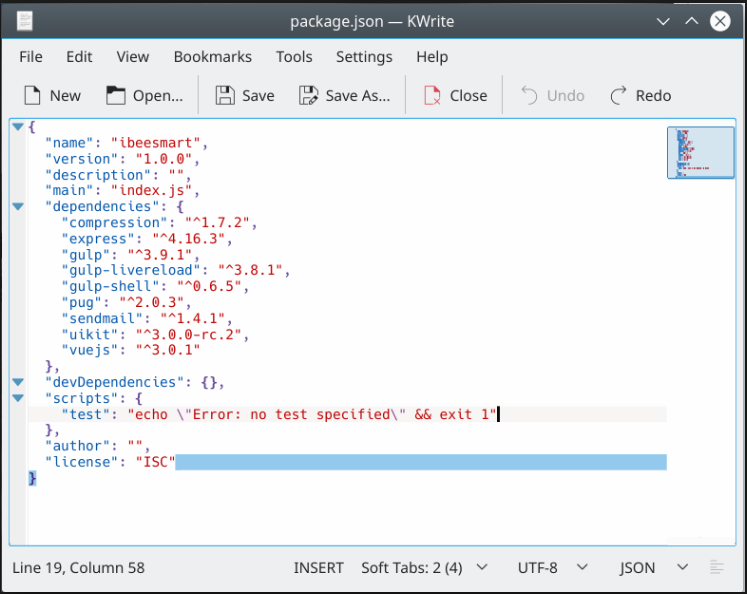 package.json — KWrite
File Edit View Bookmarks Tools Settings Help
New Open... Save Save As... Close Undo Redo
{
"name": "ibeesmart",
"version": "1.0.0",
"description": "",
"main": "index.js",
"dependencies": {
"compression": "^1.7.2",
"express": "^4.16.3",
"gulp": "^3.9.1",
"gulp-livereload": "^3.8.1",
"gulp-shell": "^0.6.5",
"pug": "^2.0.3",
"sendmail": "^1.4.1",
"uikit": "^3.0.0-rc.2",
"vuejs": "^3.0.1"
},
"devDependencies": {},
"scripts": {
"test": "echo \"Error: no test specified\" && exit 1"
},
"author": "",
"license": "ISC"
}
Line 19, Column 58 INSERT Soft Tabs: 2 (4) UTF-8 JSON